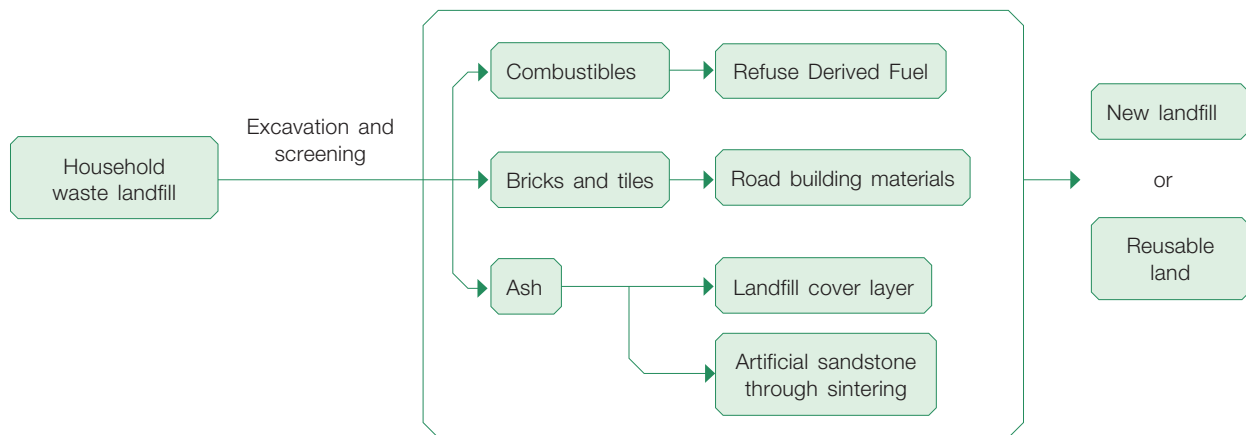 Household
waste landfill
Excavation and
screening
Combustibles
Refuse Derived Fuel
Bricks and tiles
Road building materials
Ash
Landfill cover layer
Artificial sandstone
through sintering
New landfill
or
Reusable
land